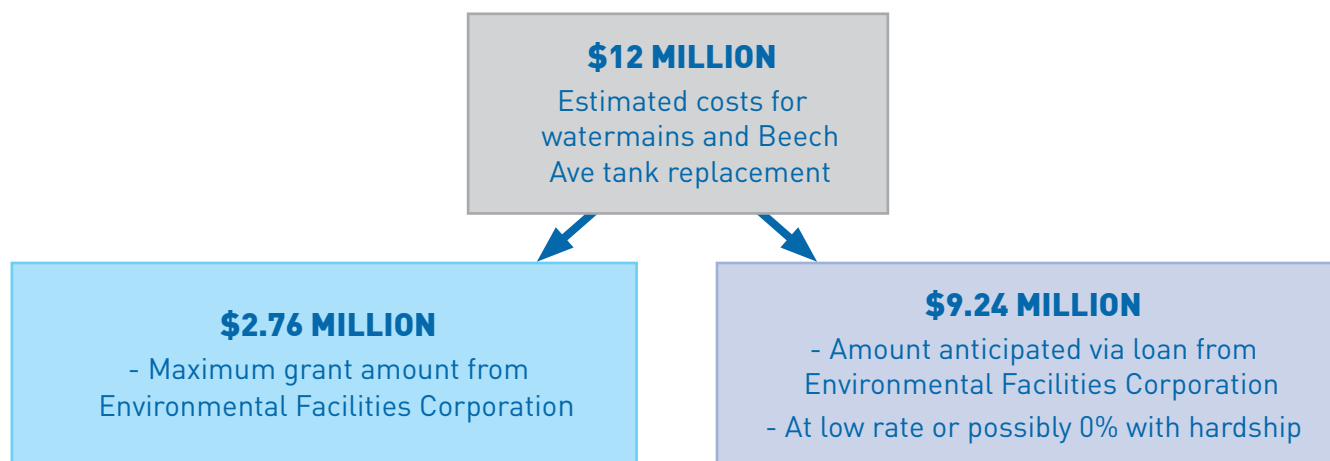 $12 MILLION
Estimated costs for
watermains and Beech
Ave tank replacement
$2.76 MILLION
- Maximum grant amount from
Environmental Facilities Corporation
$9.24 MILLION
- Amount anticipated via loan from
Environmental Facilities Corporation
- At low rate or possibly 0% with hardship